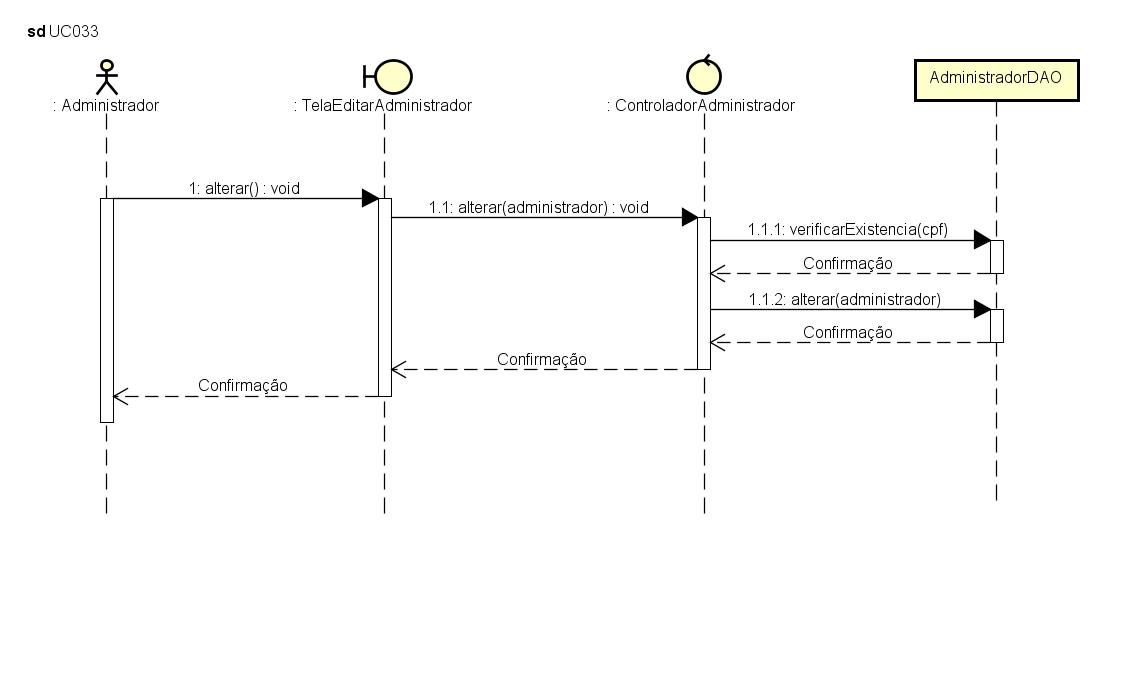 sd UC033
: Administrador
: TelaEditarAdministrador
: ControladorAdministrador
AdministradorDAO
1: alterar() : void
1.1: alterar(administrador) : void
1.1.1: verificarExistencia(cpf)
Confirmação
1.1.2: alterar(administrador)
Confirmação
Confirmação
Confirmação